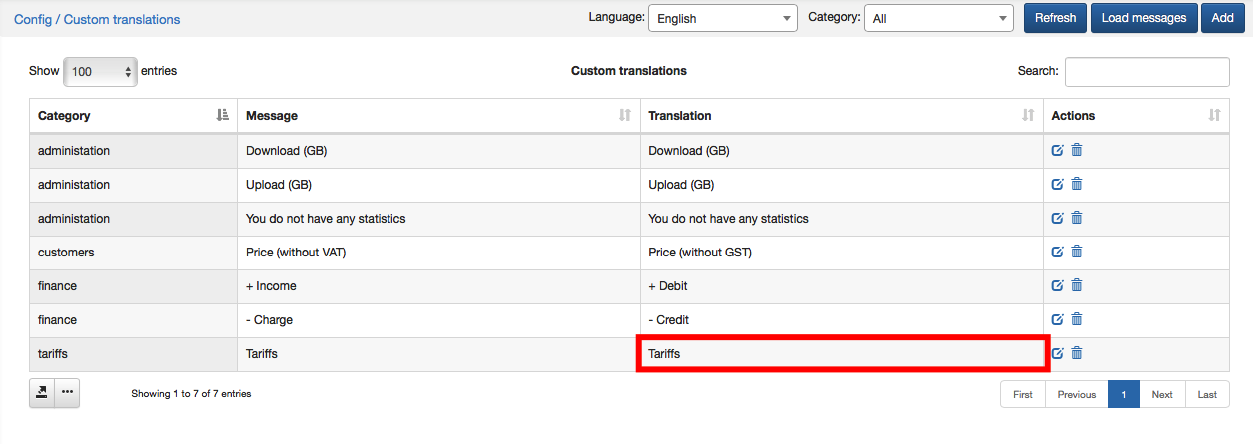 Config / Custom translations Language: English Category: All Refresh Load messages Add
Show 100 entries Custom translations Search:
Category Message Translation Actions
administation Download (GB) Download (GB)
administation Upload (GB) Upload (GB)
administation You do not have any statistics You do not have any statistics
customers Price (without VAT) Price (without GST)
finance + Income + Debit
finance - Charge - Credit
tariffs Tariffs Tariffs
Showing 1 to 7 of 7 entries First Previous 1 Next Last